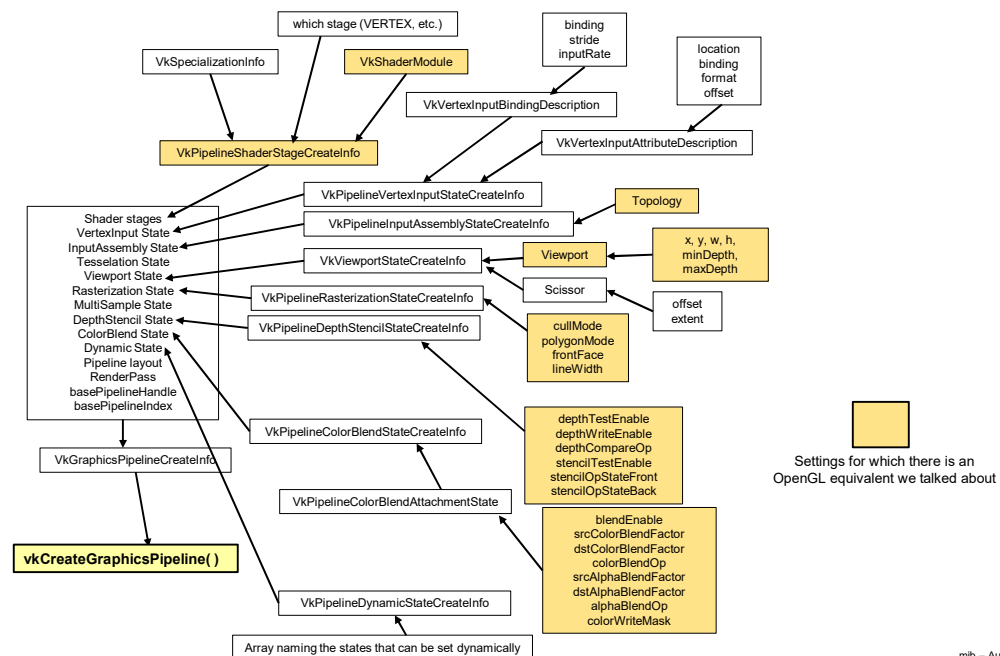 which stage (VERTEX, etc.)
binding
stride
inputRate
location
binding
format
offset
VkSpecializationInfo
VkShaderModule
VkVertexInputBindingDescription
VkVertexInputAttributeDescription
VkPipelineShaderStageCreateInfo
VkPipelineVertexInputStateCreateInfo
VkPipelineInputAssemblyStateCreateInfo
Topology
Shader stages
VertexInput State
InputAssembly State
Tesselation State
Viewport State
Rasterization State
MultiSample State
DepthStencil State
ColorBlend State
Dynamic State
Pipeline layout
RenderPass
basePipelineHandle
basePipelineIndex
VkViewportStateCreateInfo
Viewport
x, y, w, h,
minDepth,
maxDepth
Scissor
offset
extent
VkPipelineRasterizationStateCreateInfo
cullMode
polygonMode
frontFace
lineWidth
VkPipelineDepthStencilStateCreateInfo
depthTestEnable
depthWriteEnable
depthCompareOp
stencilTestEnable
stencilOpStateFront
stencilOpStateBack
VkPipelineColorBlendStateCreateInfo
VkGraphicsPipelineCreateInfo
VkPipelineColorBlendAttachmentState
blendEnable
srcColorBlendFactor
dstColorBlendFactor
colorBlendOp
srcAlphaBlendFactor
dstAlphaBlendFactor
alphaBlendOp
colorWriteMask
Settings for which there is an
OpenGL equivalent we talked about
vkCreateGraphicsPipeline( )
VkPipelineDynamicStateCreateInfo
Array naming the states that can be set dynamically